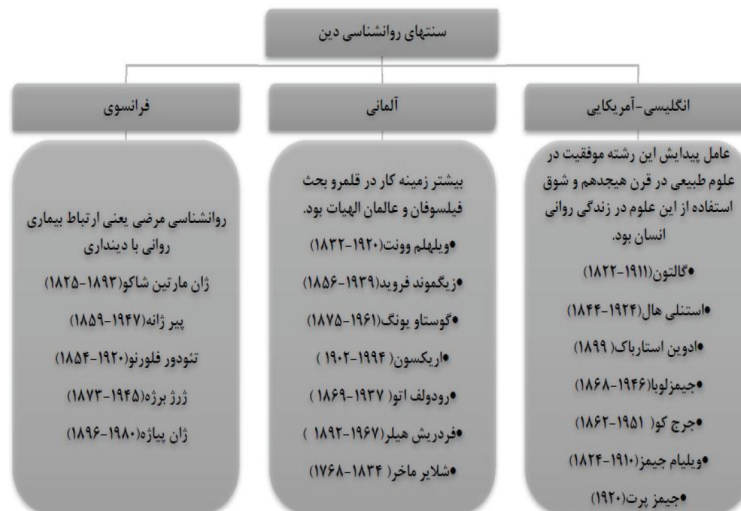 سنتهای روانشناسی دین
انگلیسی-آمریکایی
عامل پیدایش این رشته موفقیت در
علوم طبیعی در قرن هیجدهم و شوق
استفاده از این علوم در زندگی روانی
انسان بود.
•گالتون(۱۹۱۱-۱۸۲۲)
•استنلی هال(۱۹۲۴-۱۸۴۴)
•ادوین استارباک( ۱۸۹۹)
•جیمزلوبا(۱۹۴۶-۱۸۶۸)
•جرج کو( ۱۹۵۱-۱۸۶۲)
•ویلیام جیمز(۱۹۱۰-۱۸۲۴)
•جیمز پرت(۱۹۲۰)
آلمانی
بیشتر زمینه کار در قلمرو بحث
فیلسوفان و عالمان الهیات بود.
•ویلهلم وونت(۱۹۲۰-۱۸۳۲)
•زیگموند فروید(۱۹۳۹-۱۸۵۶)
•گوستاو یونگ(۱۹۶۱-۱۸۷۵)
•اریکسون( ۱۹۹۴-۱۹۰۲ )
•رودولف اتو( ۱۹۳۷-۱۸۶۹ )
•فردریش هیلر(۱۹۶۷-۱۸۹۲ )
•شلایر ماخر( ۱۸۳۴-۱۷۶۸)
فرانسوی
روانشناسی مرضی یعنی ارتباط بیماری
روانی با دینداری
ژان مارتین شاکو(۱۸۹۳-۱۸۲۵)
پیر ژانه(۱۹۴۷-۱۸۵۹)
تئودور فلورنو(۱۹۲۰-۱۸۵۴)
ژرژ برژه(۱۹۴۵-۱۸۷۳)
ژان پیاژه(۱۹۸۰-۱۸۹۶)